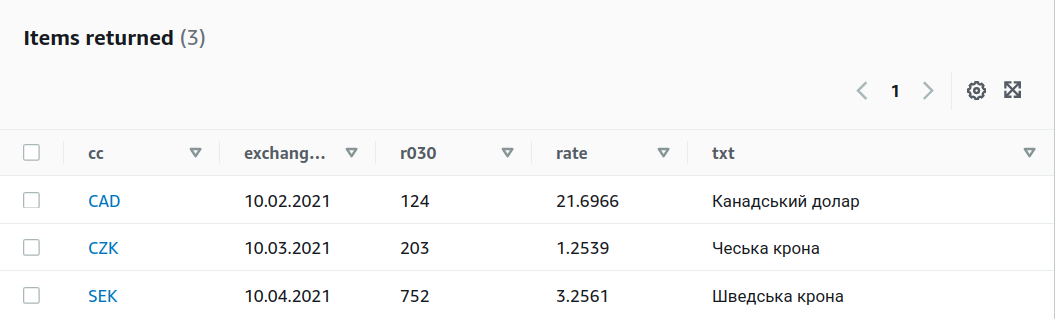 Items returned (3)
1
cc exchang... r030 rate txt
CAD 10.02.2021 124 21.6966 Канадський долар
CZK 10.03.2021 203 1.2539 Чеська крона
SEK 10.04.2021 752 3.2561 Шведська крона